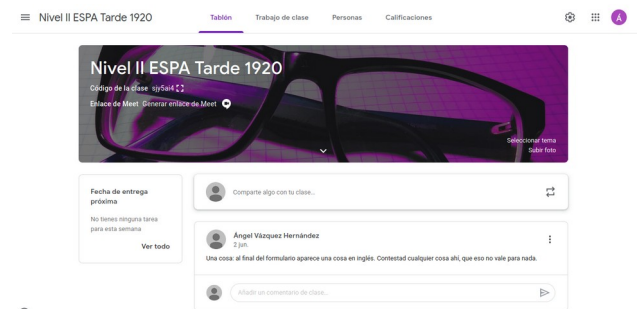 Nivel II ESPA Tarde 1920
Tablón
Trabajo de clase
Personas
Calificaciones
Á
Nivel II ESPA Tarde 1920
Código de la clase sjy5ai4
Enlace de Meet Generar enlace de Meet
Seleccionar tema
Subir foto
Fecha de entrega
próxima
No tienes ninguna tarea
para esta semana
Ver todo
Comparte algo con tu clase...
Ángel Vázquez Hernández
2 jun.
Una cosa: al final del formulario aparece una cosa en inglés. Contestad cualquier cosa ahí, que eso no vale para nada.
Añadir un comentario de clase...